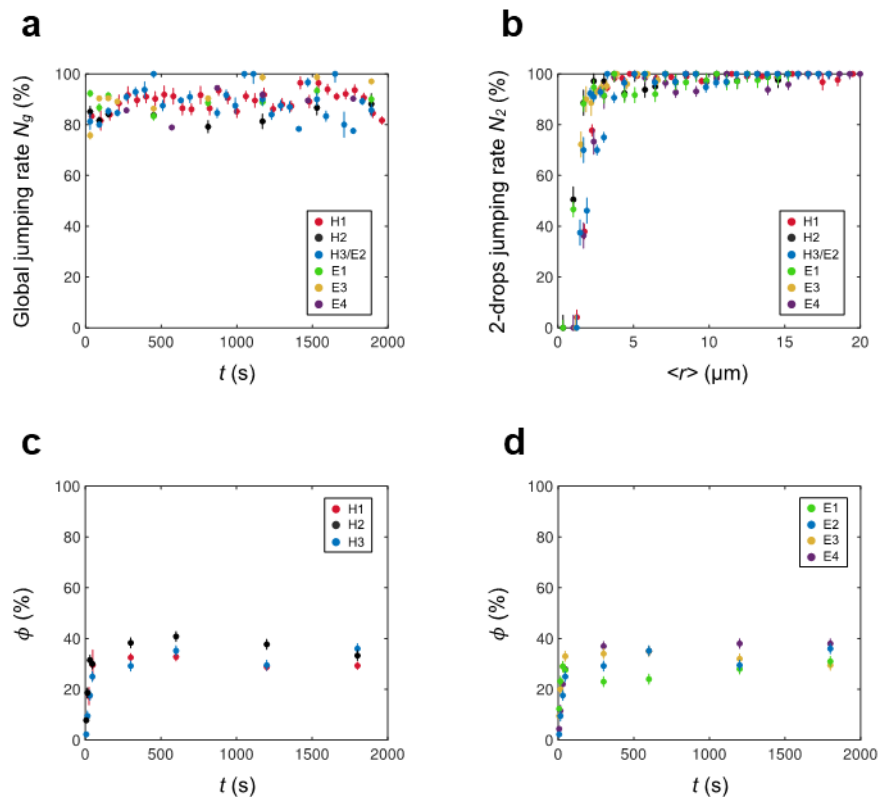 a
Global jumping rate Ng (%)
100
80
60
40
20
0
H1
H2
H3/E2
E1
E3
E4
0
500
1000
1500
2000
t (s)
b
2-drops jumping rate N2 (%)
100
80
60
40
20
0
H1
H2
H3/E2
E1
E3
E4
0
5
10
15
20
<r> (µm)
c
ϕ (%)
100
80
60
40
20
0
H1
H2
H3
0
500
1000
1500
2000
t (s)
d
ϕ (%)
100
80
60
40
20
0
E1
E2
E3
E4
0
500
1000
1500
2000
t (s)